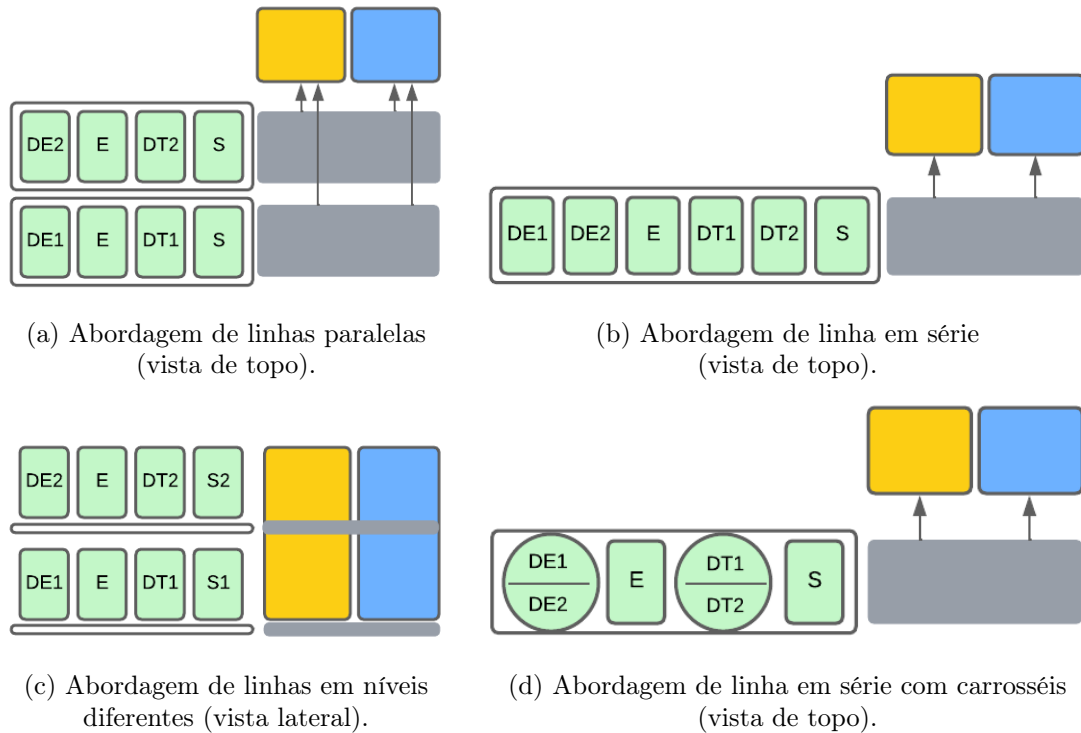 DE2 E DT2 S
DE1 E DT1 S
(a) Abordagem de linhas paralelas
(vista de topo).
DE1 DE2 E DT1 DT2 S
(b) Abordagem de linha em série
(vista de topo).
DE2 E DT2 S2
DE1 E DT1 S1
(c) Abordagem de linhas em níveis
diferentes (vista lateral).
DE1 DT1
E S
DE2 DT2
(d) Abordagem de linha em série com carrosséis
(vista de topo).